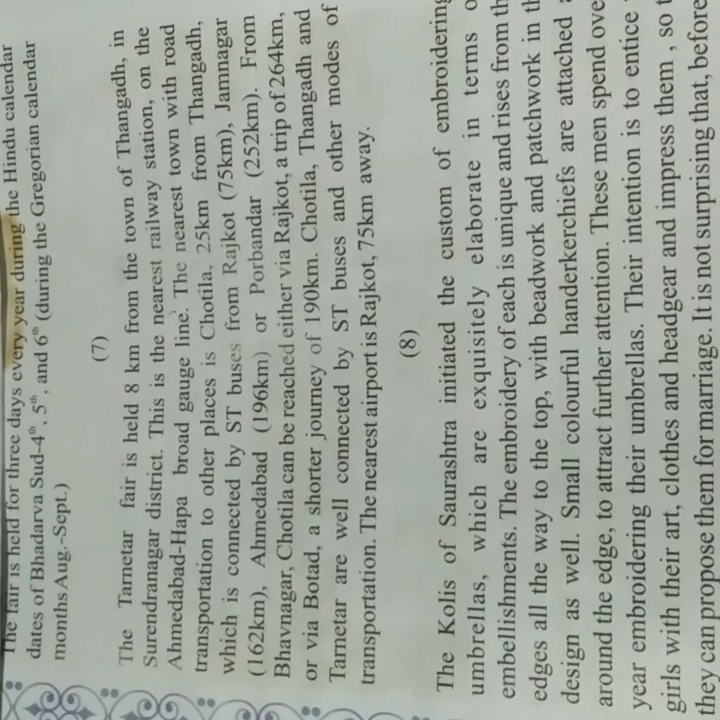 The fair is held for three days every year during the Hindu calendar
dates of Bhadarva Sud-4th, 5th, and 6th (during the Gregorian calendar
months Aug.-Sept.)
(7)
The Tarnetar fair is held 8 km from the town of Thangadh, in
Surendranagar district. This is the nearest railway station, on the
Ahmedabad-Hapa broad gauge line. The nearest town with road
transportation to other places is Chotila, 25km from Thangadh,
which is connected by ST buses from Rajkot (75km), Jamnagar
(162km), Ahmedabad (196km) or Porbandar (252km). From
Bhavnagar, Chotila can be reached either via Rajkot, a trip of 264km,
or via Botad, a shorter journey of 190km. Chotila, Thangadh and
Tarnetar are well connected by ST buses and other modes of
transportation. The nearest airport is Rajkot, 75km away.
(8)
The Kolis of Saurashtra initiated the custom of embroidering
umbrellas, which are exquisitely elaborate in terms
embellishments. The embroidery of each is unique and rises from
edges all the way to the top, with beadwork and patchwork in
design as well. Small colourful handerkerchiefs are attached
around the edge, to attract further attention. These men spend
year embroidering their umbrellas. Their intention is to entice
girls with their art, clothes and headgear and impress them , so
they can propose them for marriage. It is not surprising that, before